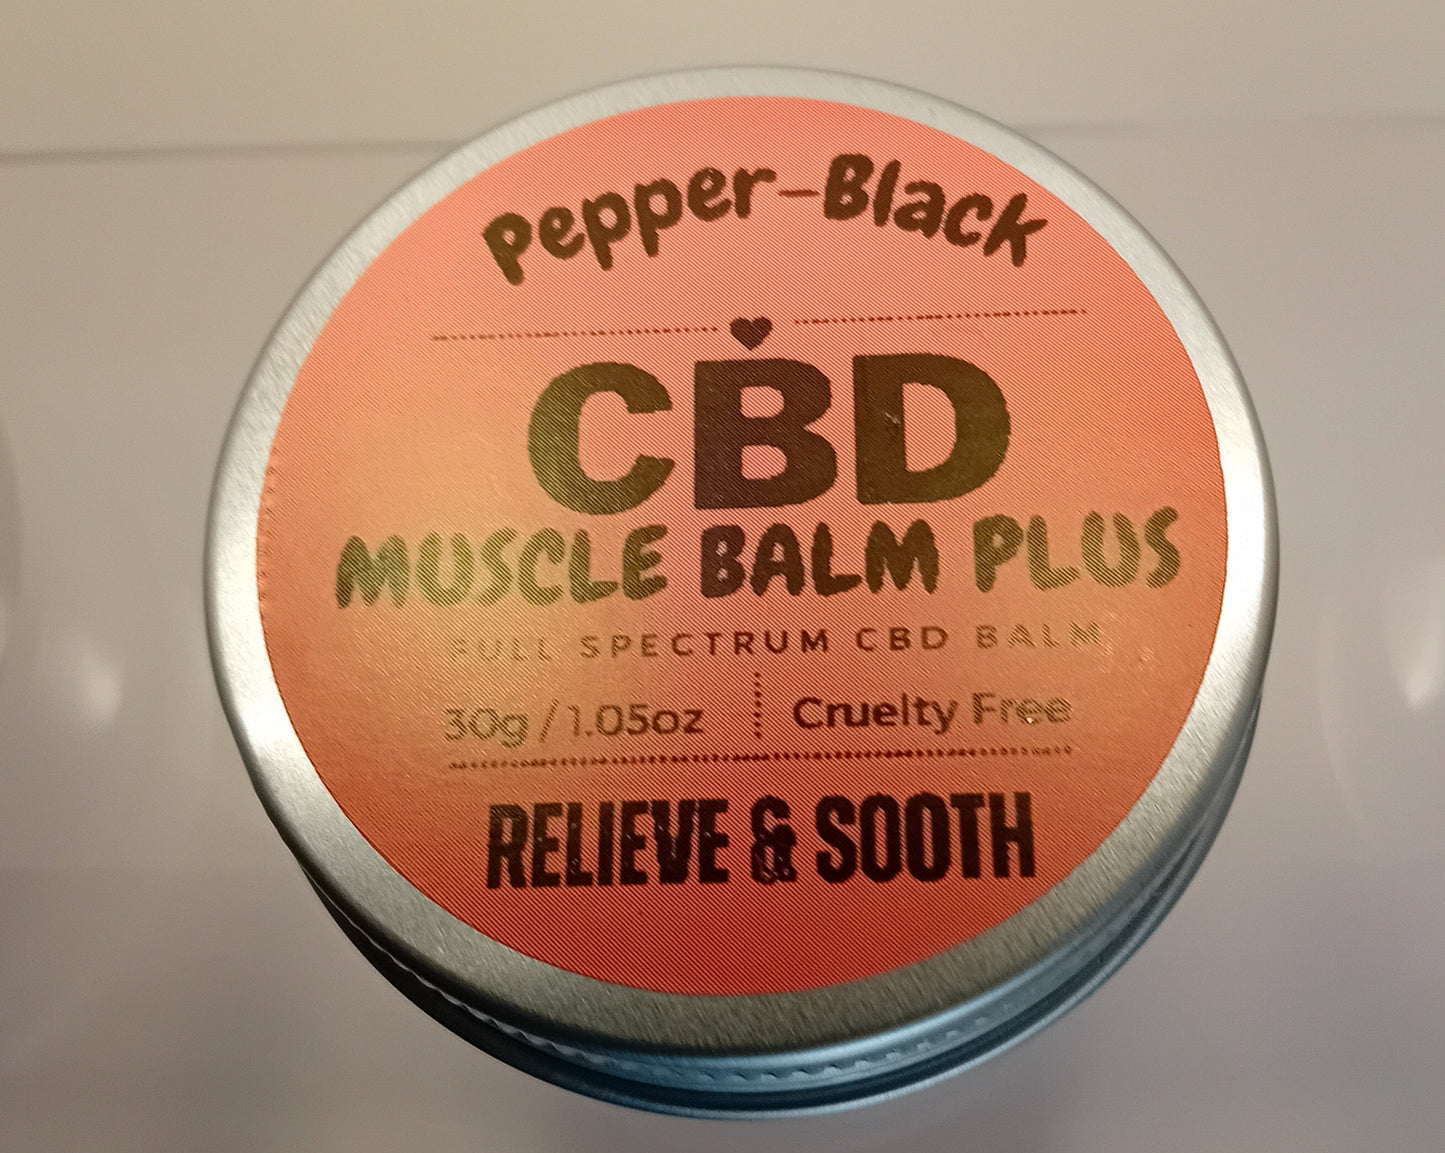 Pepper-Black
CBD
MUSCLE BALM PLUS
FULL SPECTRUM CBD BALM
30g/1.05oz
Cruelty Free
RELIEVE & SOOTH